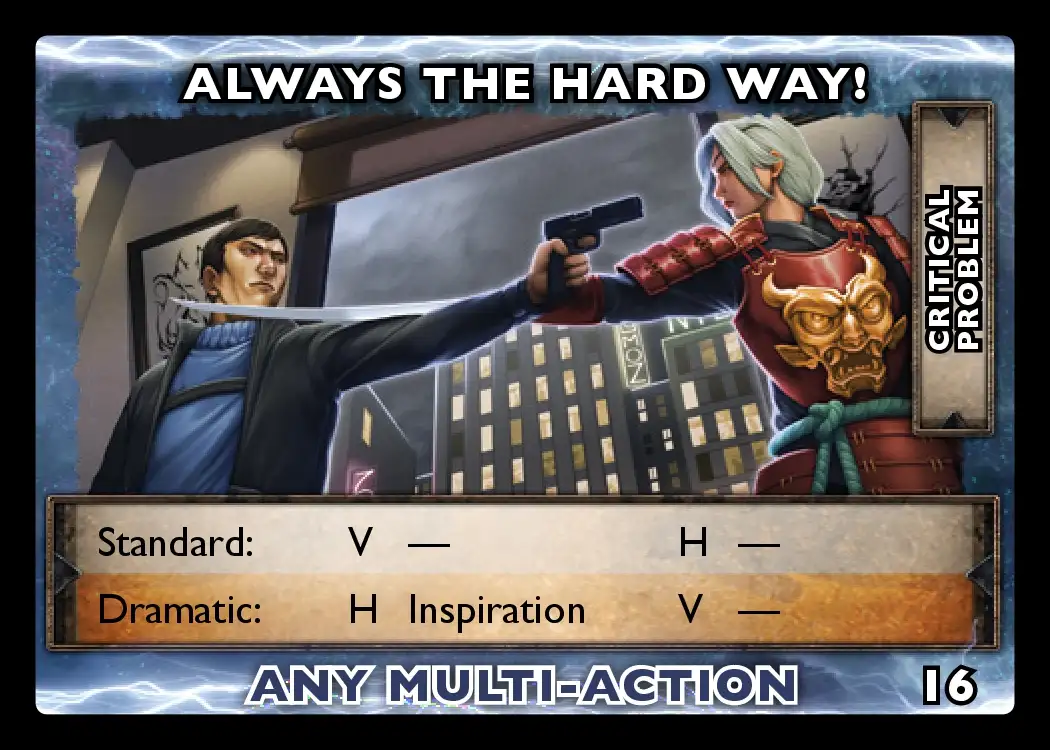 ALWAYS THE HARD WAY!
CRITICAL
PROBLEM
Standard: V — H —
Dramatic: H Inspiration V —
ANY MULTI-ACTION
16